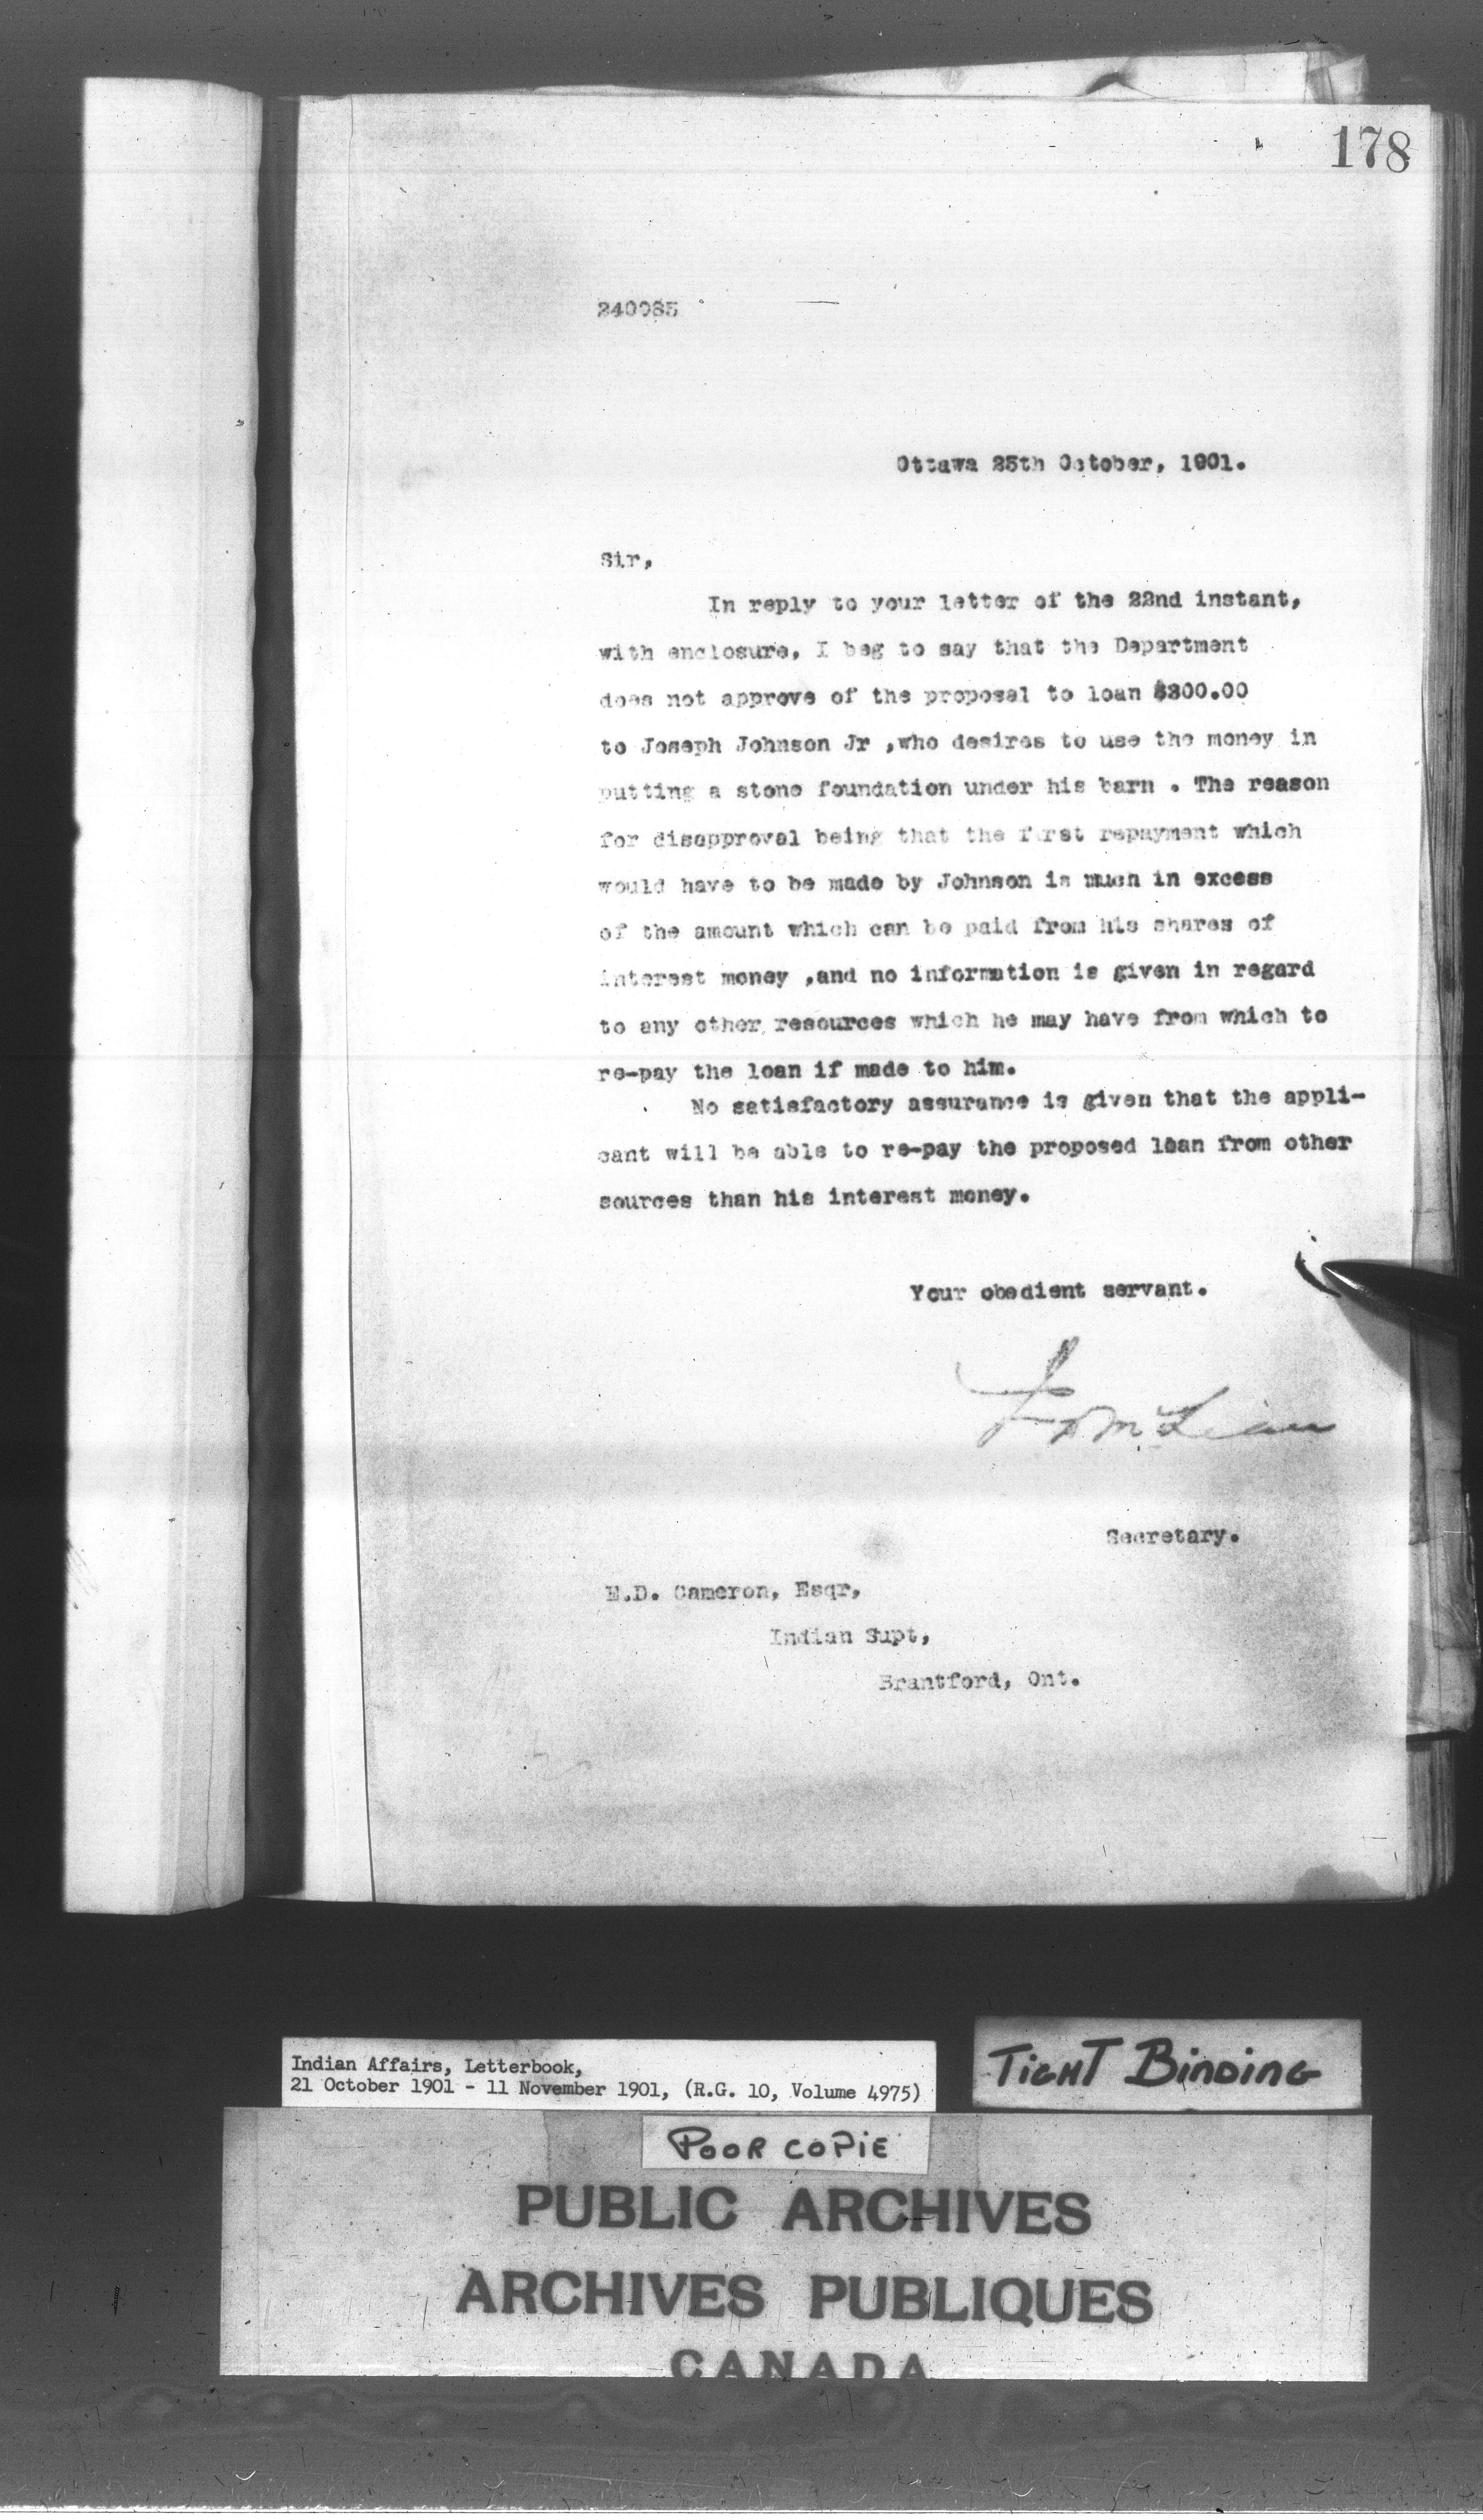 178
240085
Ottawa 25th October, 1901.
Sir,
In reply to your letter of the 22nd instant,
with enclosure, I beg to say that the Department
does not approve of the proposal to loan $300.00
to Joseph Johnson Jr ,who desires to use the money in
putting a stone foundation under his barn . The reason
for disapproval being that the first repayment which
would have to be made by Johnson is much in excess
of the amount which can be paid from his shares of
interest money ,and no information is given in regard
to any other resources which he may have from which to
re-pay the loan if made to him.
No satisfactory assurance is given that the appli-
cant will be able to re-pay the proposed loan from other
sources than his interest money.
Your obedient servant.
McLean
Secretary.
E.D. Cameron, Esqr,
Indian Supt,
Brantford, Ont.
Indian Affairs, Letterbook,
21 October 1901 - 11 November 1901, (R.G. 10, Volume 4975)
TIGHT BINDING
POOR COPIE
PUBLIC ARCHIVES
ARCHIVES PUBLIQUES
CANADA